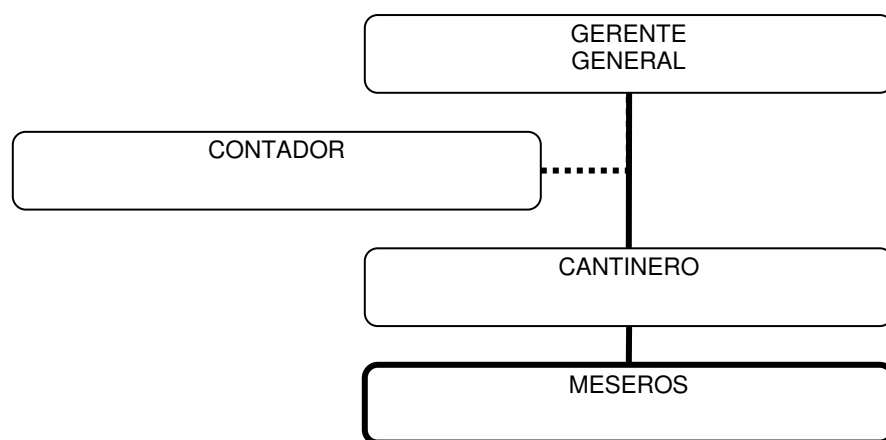 GERENTE
GENERAL
CONTADOR
CANTINERO
MESEROS